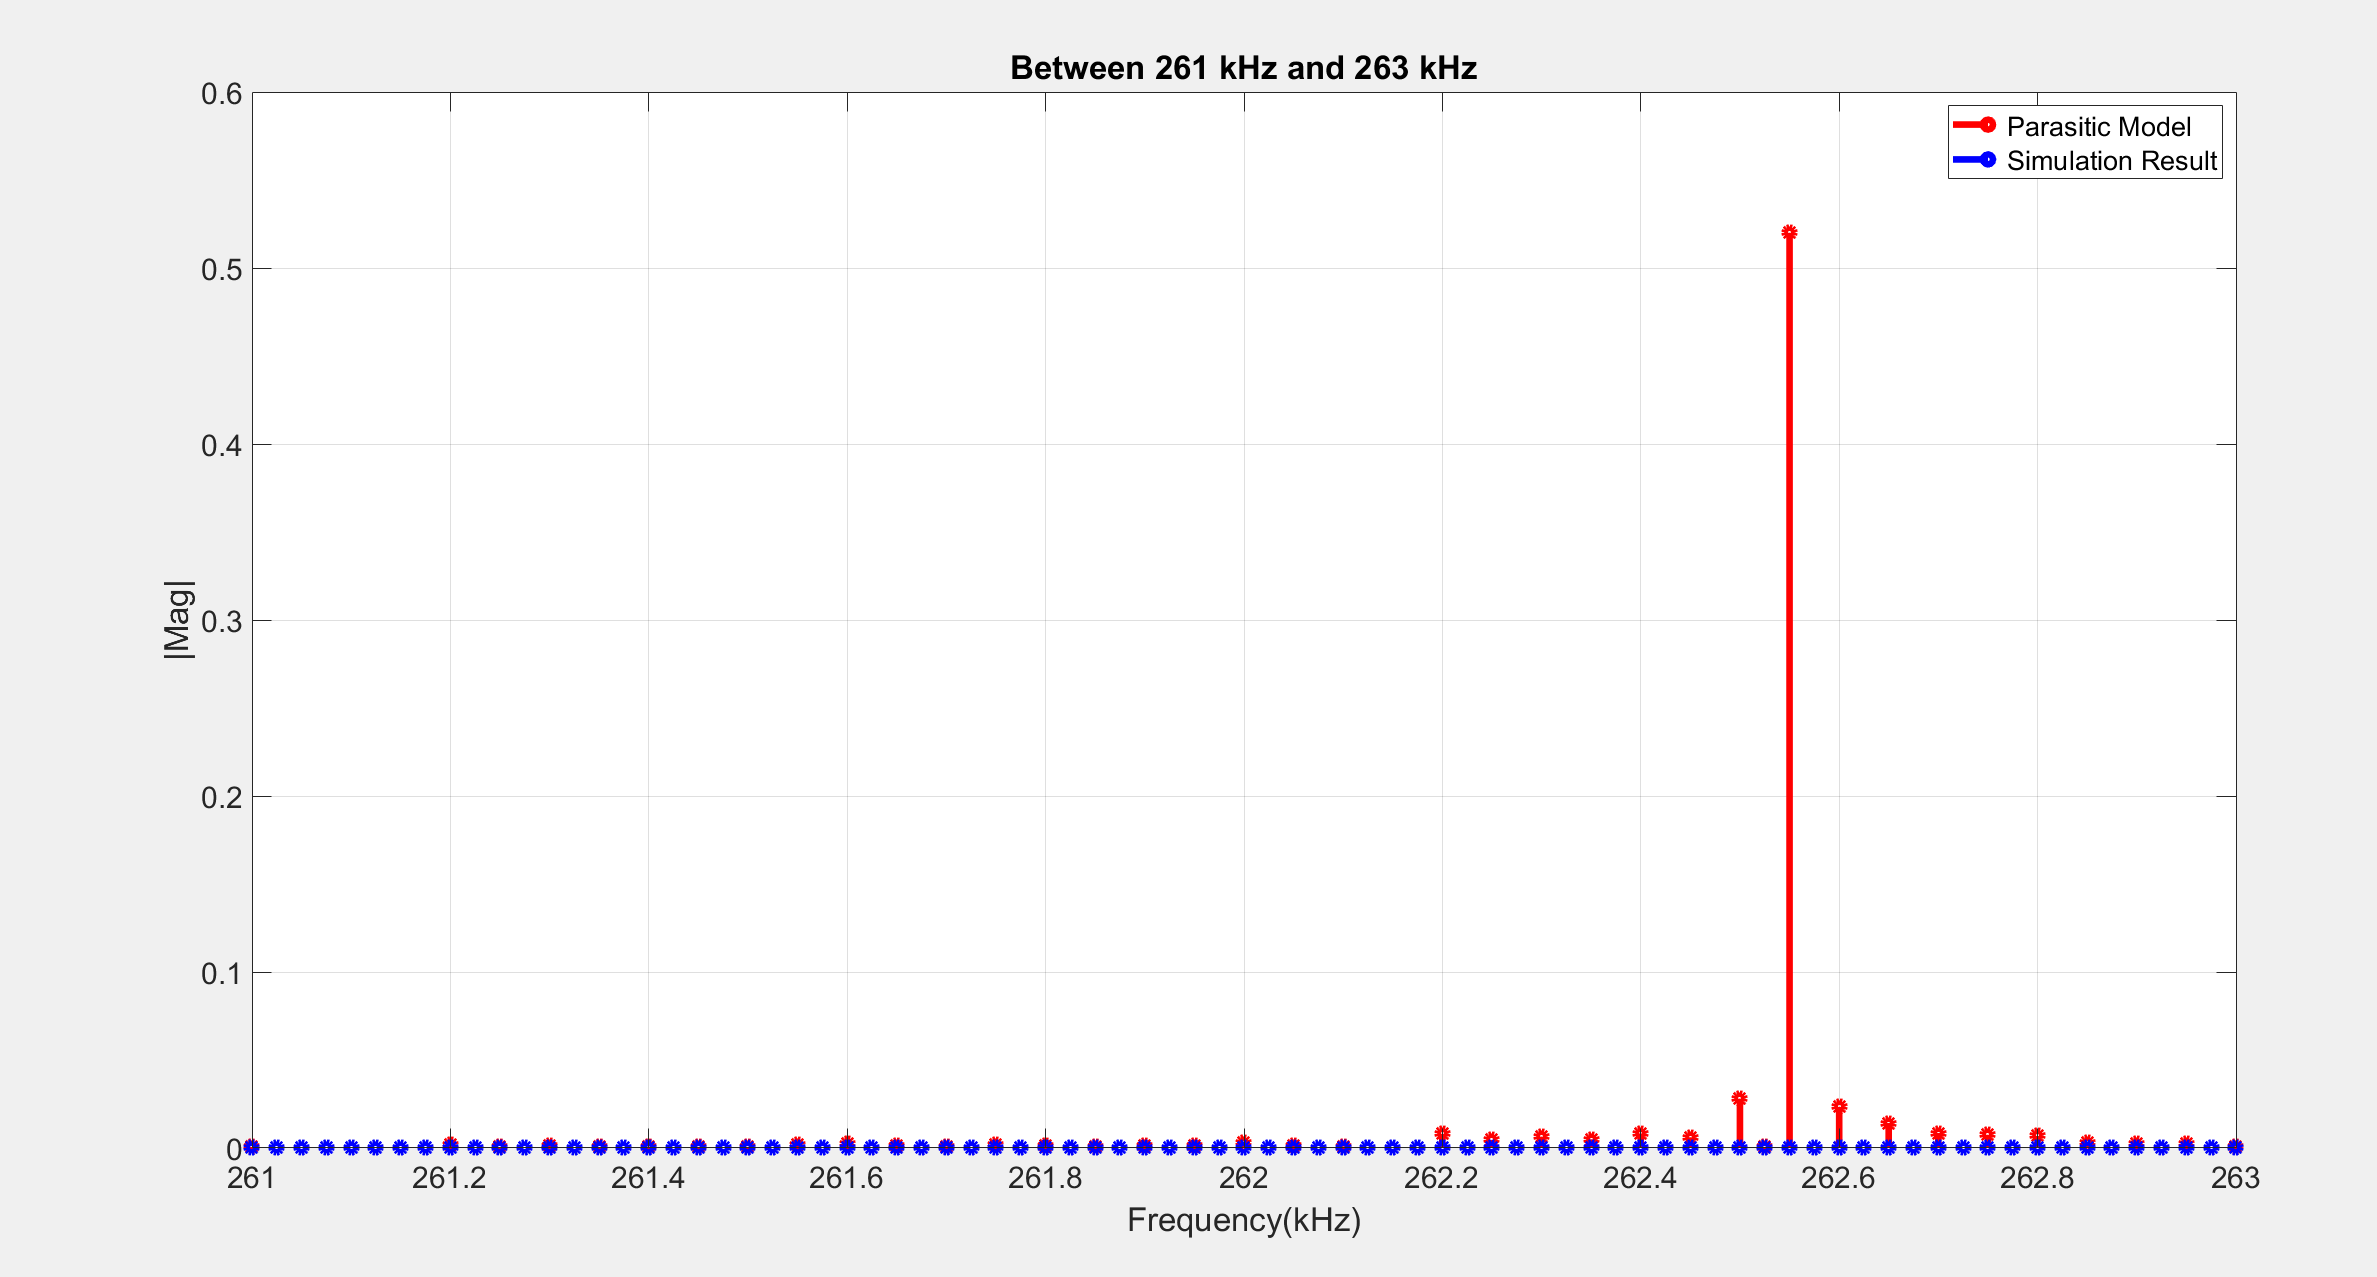 Between 261 kHz and 263 kHz
Parasitic Model
Simulation Result
0.6
0.5
0.4
0.3
0.2
0.1
0
|Mag|
261 261.2 261.4 261.6 261.8 262 262.2 262.4 262.6 262.8 263
Frequency(kHz)